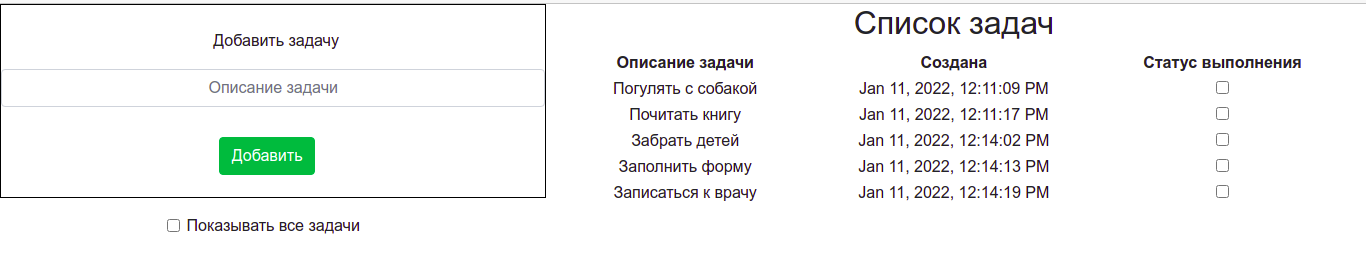 Добавить задачу
Описание задачи
Добавить
Показывать все задачи
Список задач
Описание задачи Создана Статус выполнения
Погулять с собакой Jan 11, 2022, 12:11:09 PM
Почитать книгу Jan 11, 2022, 12:11:17 PM
Забрать детей Jan 11, 2022, 12:14:02 PM
Заполнить форму Jan 11, 2022, 12:14:13 PM
Записаться к врачу Jan 11, 2022, 12:14:19 PM